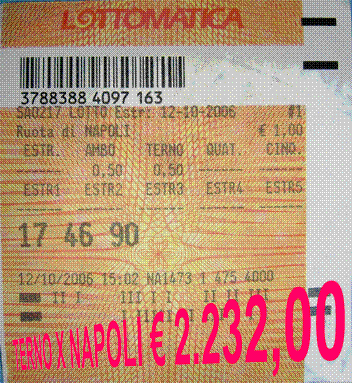 LOTTOMATICA
3788388 4097 163
SA0217 LOTTO Estr. 12-10-2006 #1
Ruota di NAPOLI € 1,00
ESTR. AMBO TERNO QUAT. CINQ.
------ 0,50 0,50 ------ ------
ESTR1 ESTR2 ESTR3 ESTR4 ESTR5
------ ------ ------ ------ ------
17 46 90
12/10/2006 15:02 NA1473 1 475 4000
TERNO X NAPOLI € 2.232,00